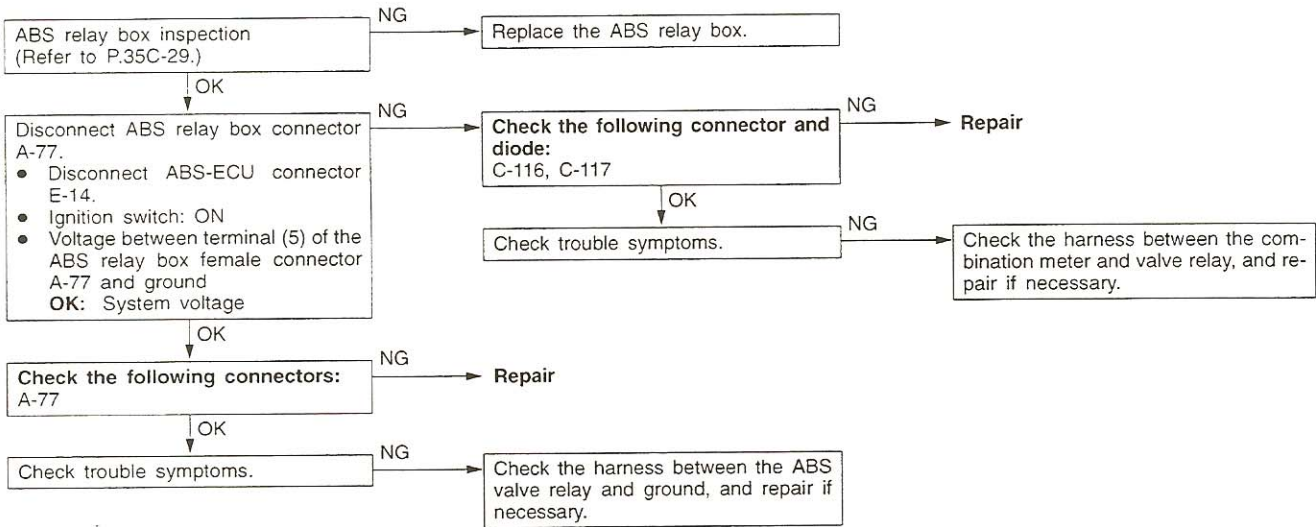 ABS relay box inspection
(Refer to P.35C-29.)
NG
Replace the ABS relay box.
OK
Disconnect ABS relay box connector
A-77.
● Disconnect ABS-ECU connector
E-14.
● Ignition switch: ON
● Voltage between terminal (5) of the
ABS relay box female connector
A-77 and ground
OK: System voltage
NG
Check the following connector and
diode:
C-116, C-117
NG
Repair
OK
Check trouble symptoms.
NG
Check the harness between the com-
bination meter and valve relay, and re-
pair if necessary.
OK
Check the following connectors:
A-77
NG
Repair
OK
Check trouble symptoms.
NG
Check the harness between the ABS
valve relay and ground, and repair if
necessary.